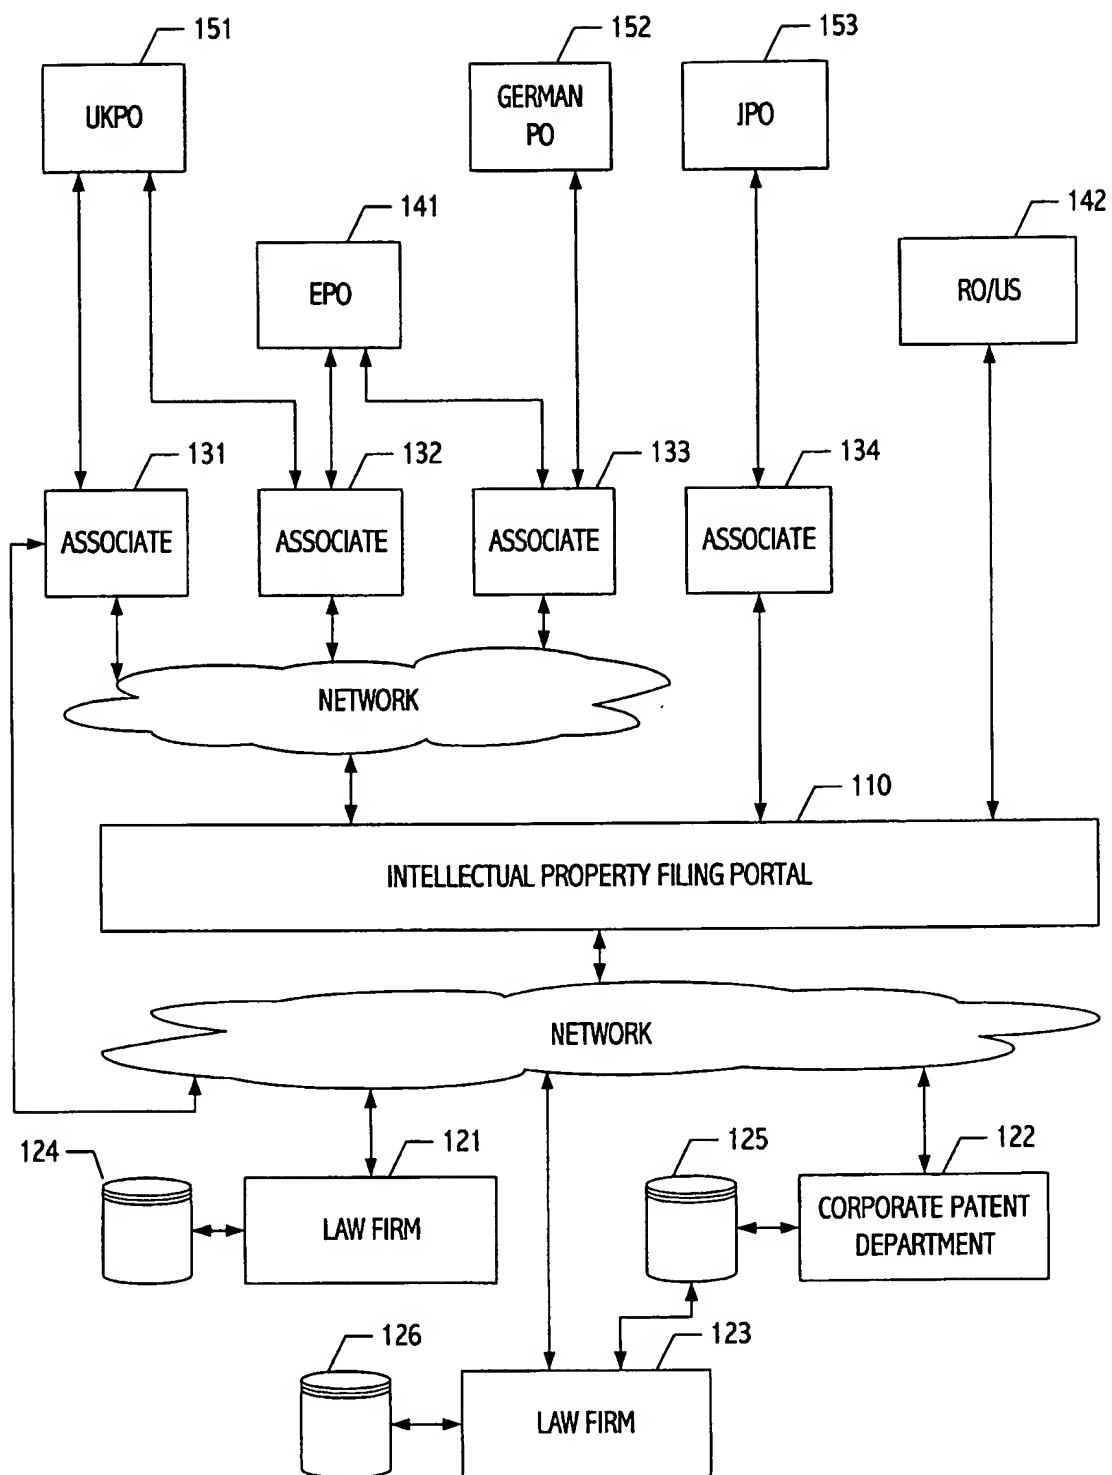 151
152
153
UKPO
GERMAN
PO
JPO
141
142
EPO
RO/US
131
132
133
134
ASSOCIATE
ASSOCIATE
ASSOCIATE
ASSOCIATE
NETWORK
110
INTELLECTUAL PROPERTY FILING PORTAL
NETWORK
124
121
125
122
LAW FIRM
CORPORATE PATENT
DEPARTMENT
126
123
LAW FIRM